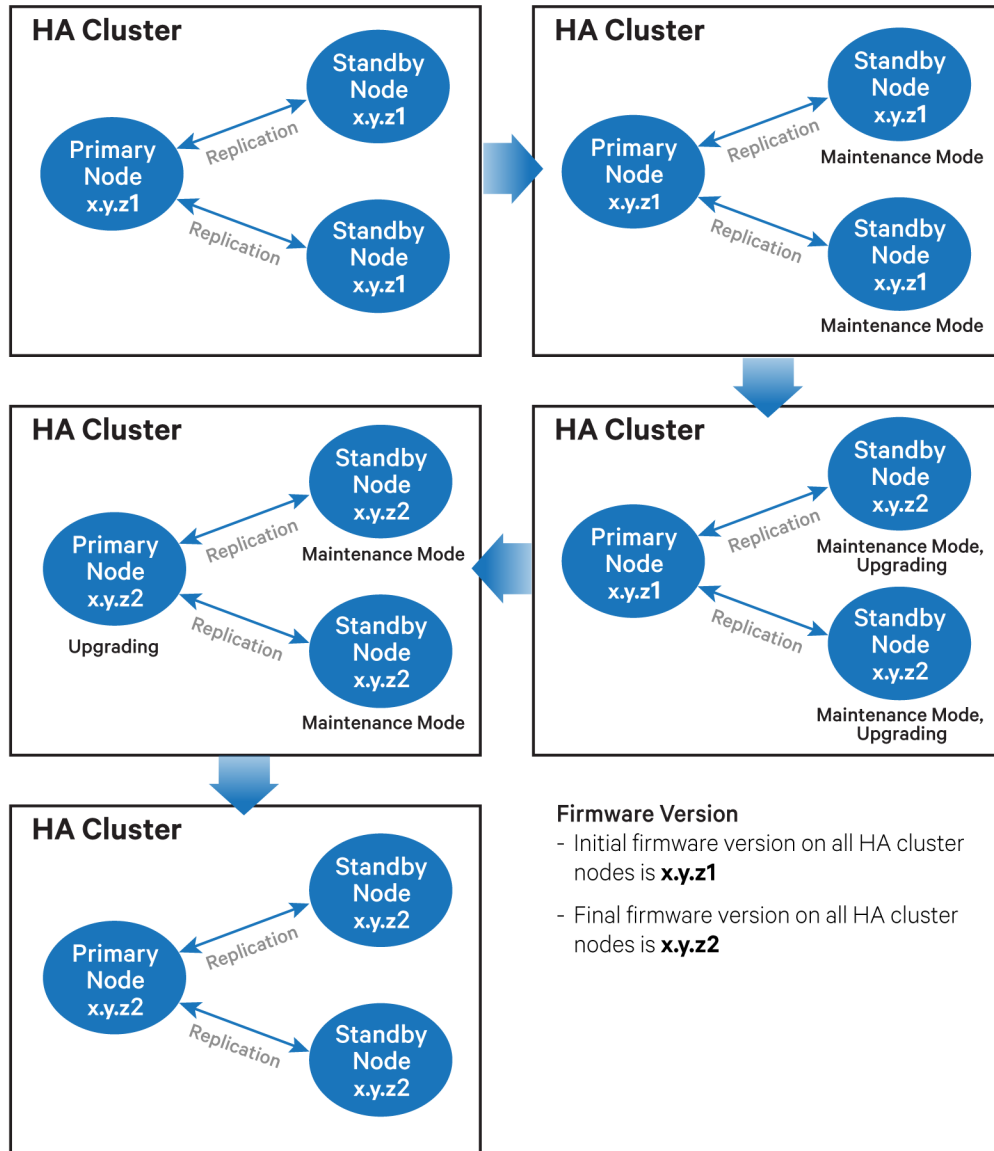 HA Cluster
Standby
Node
x.y.z1
Replication
Primary
Node
x.y.z1
Replication
Standby
Node
x.y.z1
HA Cluster
Standby
Node
x.y.z1
Maintenance Mode
Replication
Primary
Node
x.y.z1
Replication
Standby
Node
x.y.z1
Maintenance Mode
HA Cluster
Standby
Node
x.y.z2
Maintenance Mode,
Upgrading
Replication
Primary
Node
x.y.z1
Replication
Standby
Node
x.y.z2
Maintenance Mode,
Upgrading
HA Cluster
Standby
Node
x.y.z2
Maintenance Mode
Replication
Primary
Node
x.y.z2
Upgrading
Replication
Standby
Node
x.y.z2
Maintenance Mode
HA Cluster
Standby
Node
x.y.z2
Replication
Primary
Node
x.y.z2
Replication
Standby
Node
x.y.z2
Firmware Version
- Initial firmware version on all HA cluster
nodes is x.y.z1
- Final firmware version on all HA cluster
nodes is x.y.z2